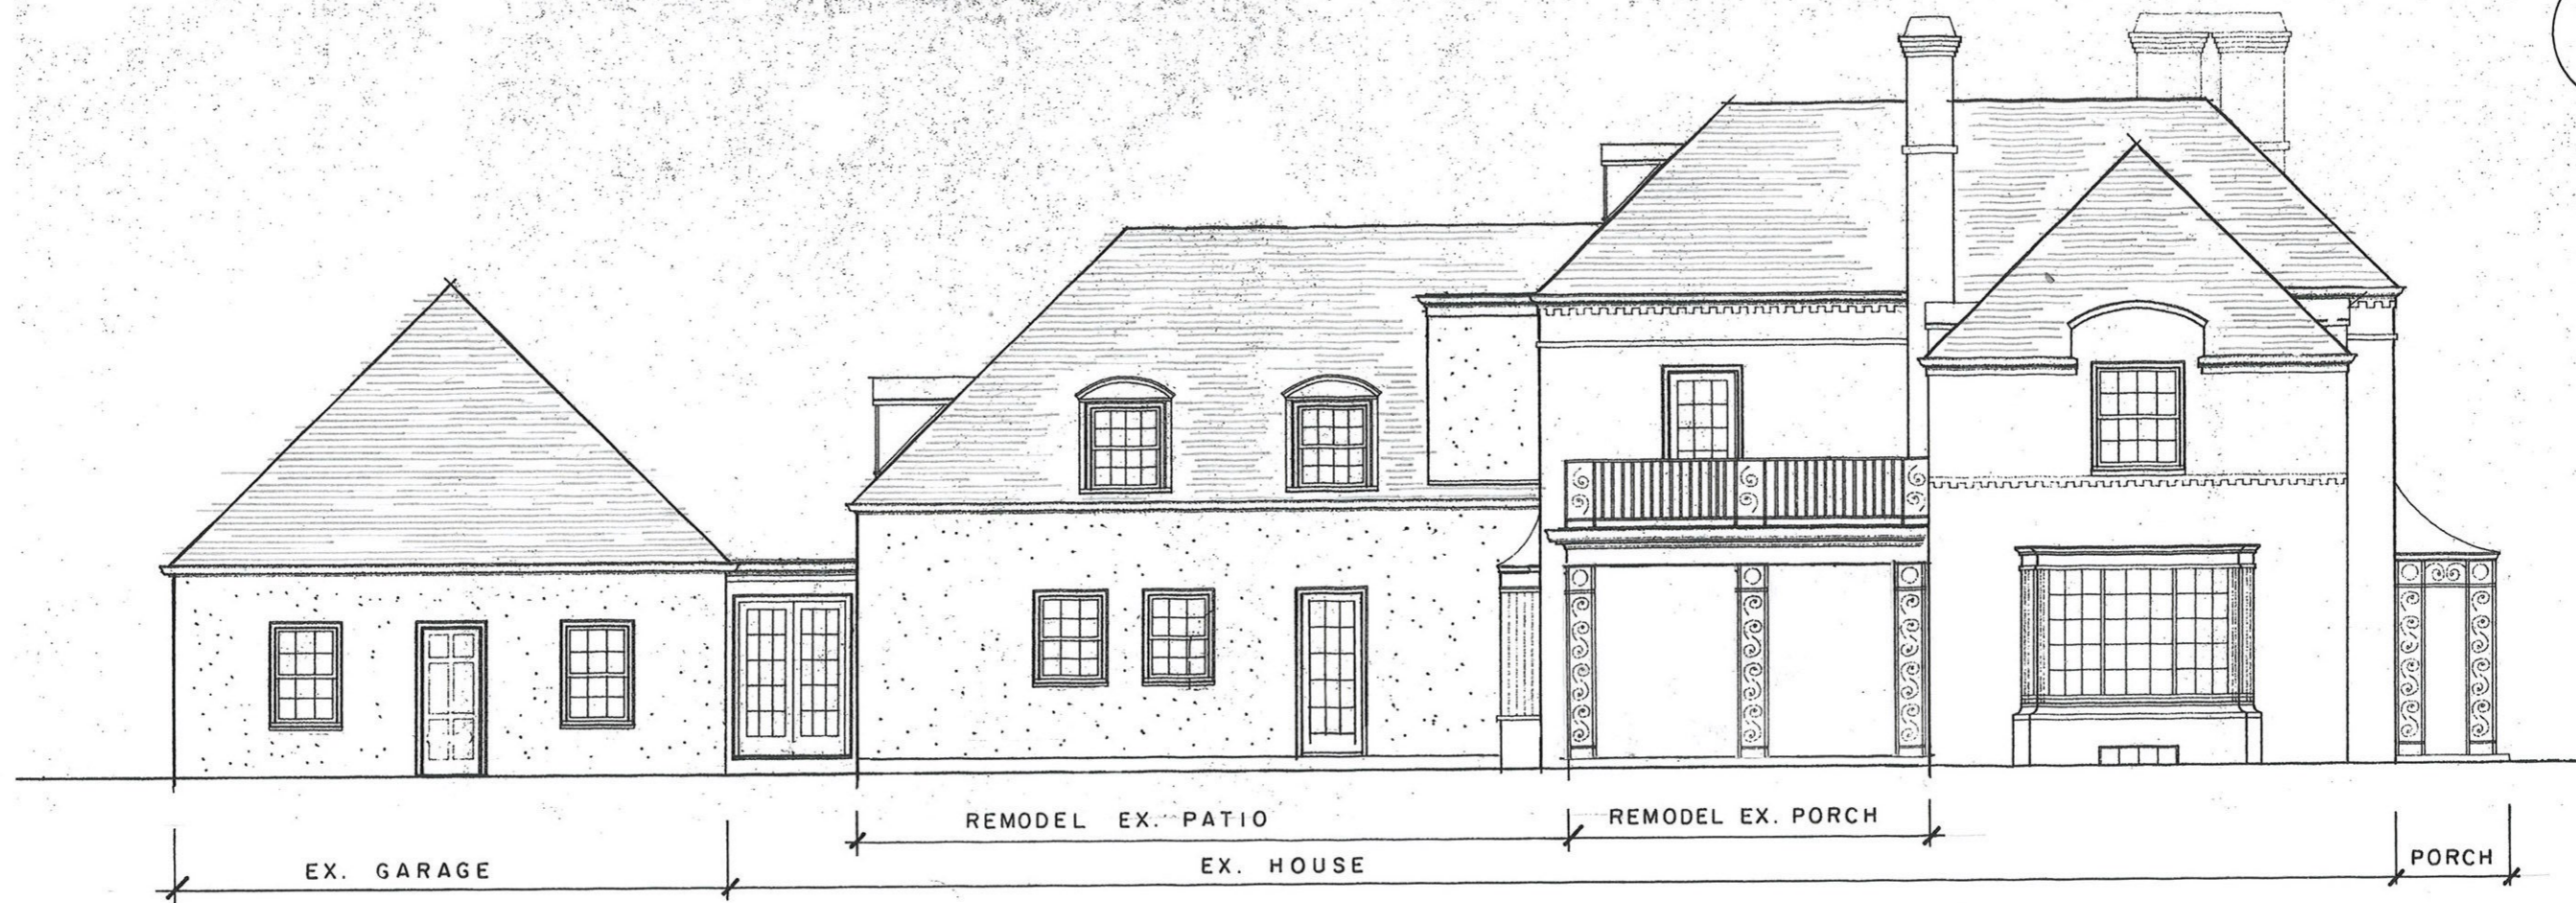 REMODEL EX. PATIO
REMODEL EX. PORCH
EX. GARAGE
EX. HOUSE
PORCH